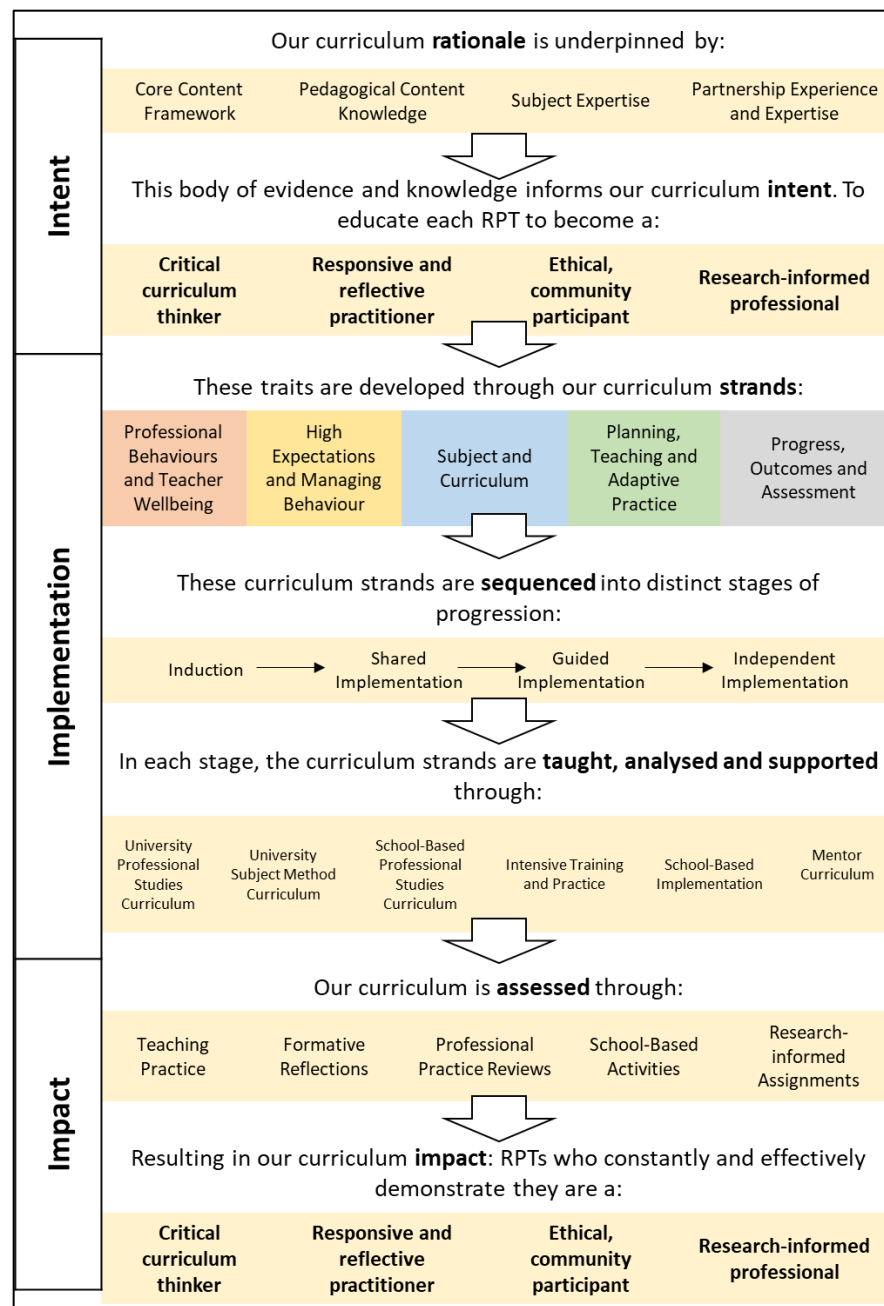 Intent
Our curriculum rationale is underpinned by:
Core Content
Framework
Pedagogical Content
Knowledge
Subject Expertise
Partnership Experience
and Expertise
This body of evidence and knowledge informs our curriculum intent. To
educate each RPT to become a:
Critical
curriculum
thinker
Responsive and
reflective
practitioner
Ethical,
community
participant
Research-informed
professional
Implementation
These traits are developed through our curriculum strands:
Professional
Behaviours
and Teacher
Wellbeing
High
Expectations
and Managing
Behaviour
Subject and
Curriculum
Planning,
Teaching and
Adaptive
Practice
Progress,
Outcomes and
Assessment
These curriculum strands are sequenced into distinct stages of
progression:
Induction
Shared
Implementation
Guided
Implementation
Independent
Implementation
In each stage, the curriculum strands are taught, analysed and supported
through:
University
Professional
Studies
Curriculum
University
Subject Method
Curriculum
School-Based
Professional
Studies
Curriculum
Intensive Training
and Practice
School-Based
Implementation
Mentor
Curriculum
Impact
Our curriculum is assessed through:
Teaching
Practice
Formative
Reflections
Professional
Practice Reviews
School-Based
Activities
Research-
informed
Assignments
Resulting in our curriculum impact: RPTs who constantly and effectively
demonstrate they are a:
Critical
curriculum
thinker
Responsive and
reflective
practitioner
Ethical,
community
participant
Research-informed
professional